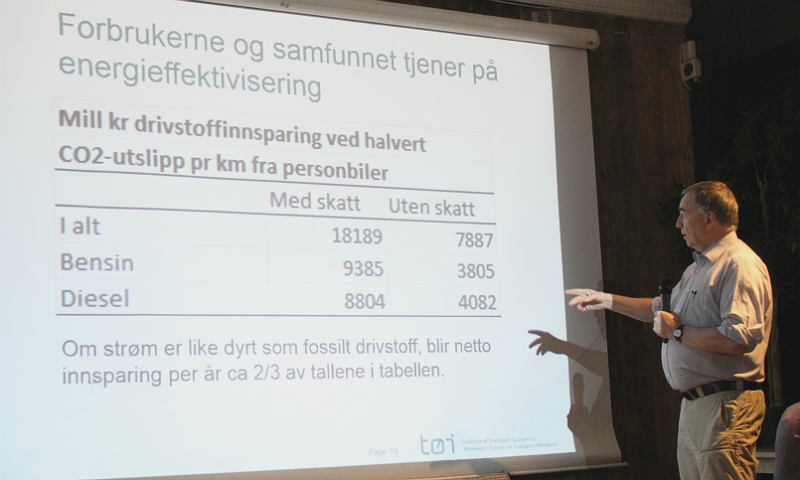 Forbrukerne og samfunnet tjener på
energieffektivisering
Mill kr drivstoffinnsparing ved halvert
CO2-utslipp pr km fra personbiler
Med skatt Uten skatt
I alt 18189 7887
Bensin 9385 3805
Diesel 8804 4082
Om strøm er like dyrt som fossilt drivstoff, blir netto
innsparing per år ca 2/3 av tallene i tabellen.
Page
tøi
Institute of Transport Economics
Norwegian Centre for Transport Research